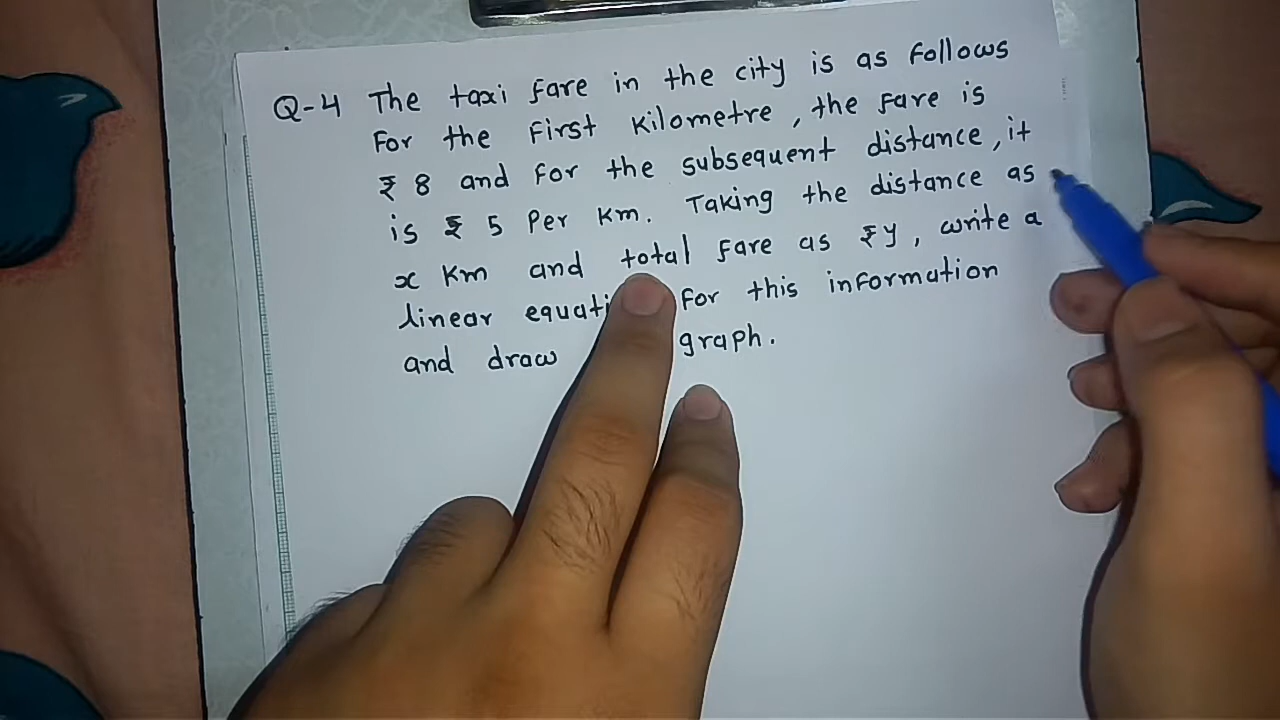 Q-4 The taxi fare in the city is as follows
For the First Kilometre, the fare is
₹ 8 and for the subsequent distance, it
is ₹ 5 Per Km. Taking the distance as
x Km and total fare as ₹y, write a
linear for this information
and draw graph.